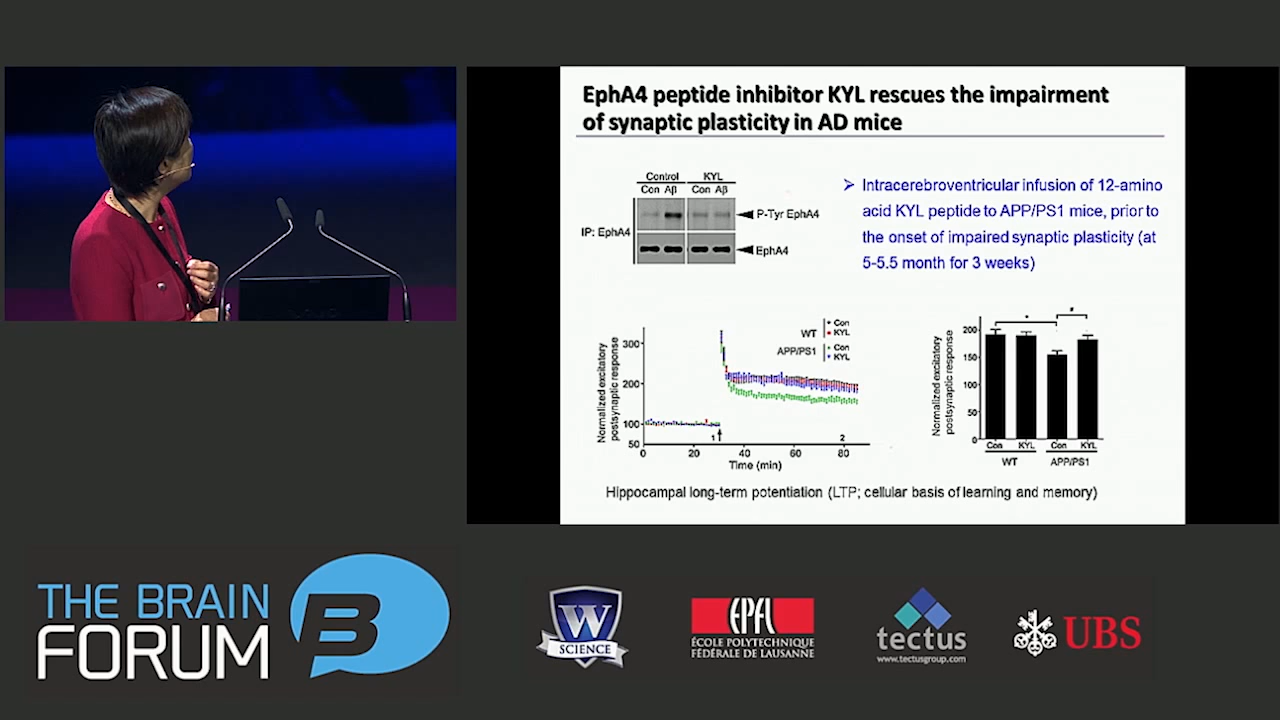 EphA4 peptide inhibitor KYL rescues the impairment
of synaptic plasticity in AD mice
Control KYL
Con Aβ Con Aβ
P-Tyr EphA4
IP: EphA4
EphA4
➤ Intracerebroventricular infusion of 12-amino
acid KYL peptide to APP/PS1 mice, prior to
the onset of impaired synaptic plasticity (at
5-5.5 month for 3 weeks)
Normalized excitatory
postsynaptic response
300
200
100
50
0 20 40 60 80
Time (min)
1
2
WT
Con
KYL
APP/PS1
Con
KYL
Normalized excitatory
postsynaptic response
200
150
100
50
0
* #
Con KYL Con KYL
WT APP/PS1
Hippocampal long-term potentiation (LTP; cellular basis of learning and memory)
THE BRAIN
FORUM
B
W
SCIENCE
EPFL
ÉCOLE POLYTECHNIQUE
FÉDÉRALE DE LAUSANNE
tectus
www.tectusgroup.com
UBS